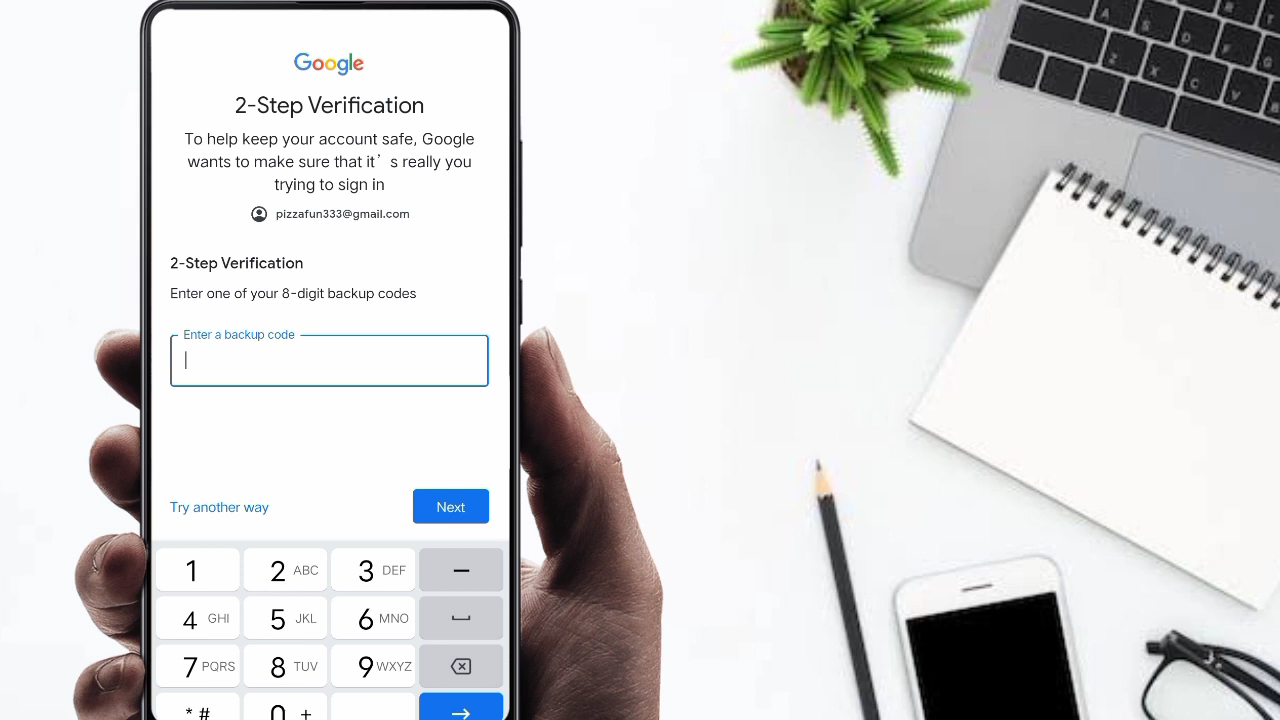 Google
2-Step Verification
To help keep your account safe, Google
wants to make sure that it’s really you
trying to sign in
pizzafun333@gmail.com
2-Step Verification
Enter one of your 8-digit backup codes
Enter a backup code
Try another way
Next
1
2 ABC
3 DEF
4 GHI
5 JKL
6 MNO
7 PQRS
8 TUV
9 WXYZ
* #
0 +
A S D F G
Z X C V